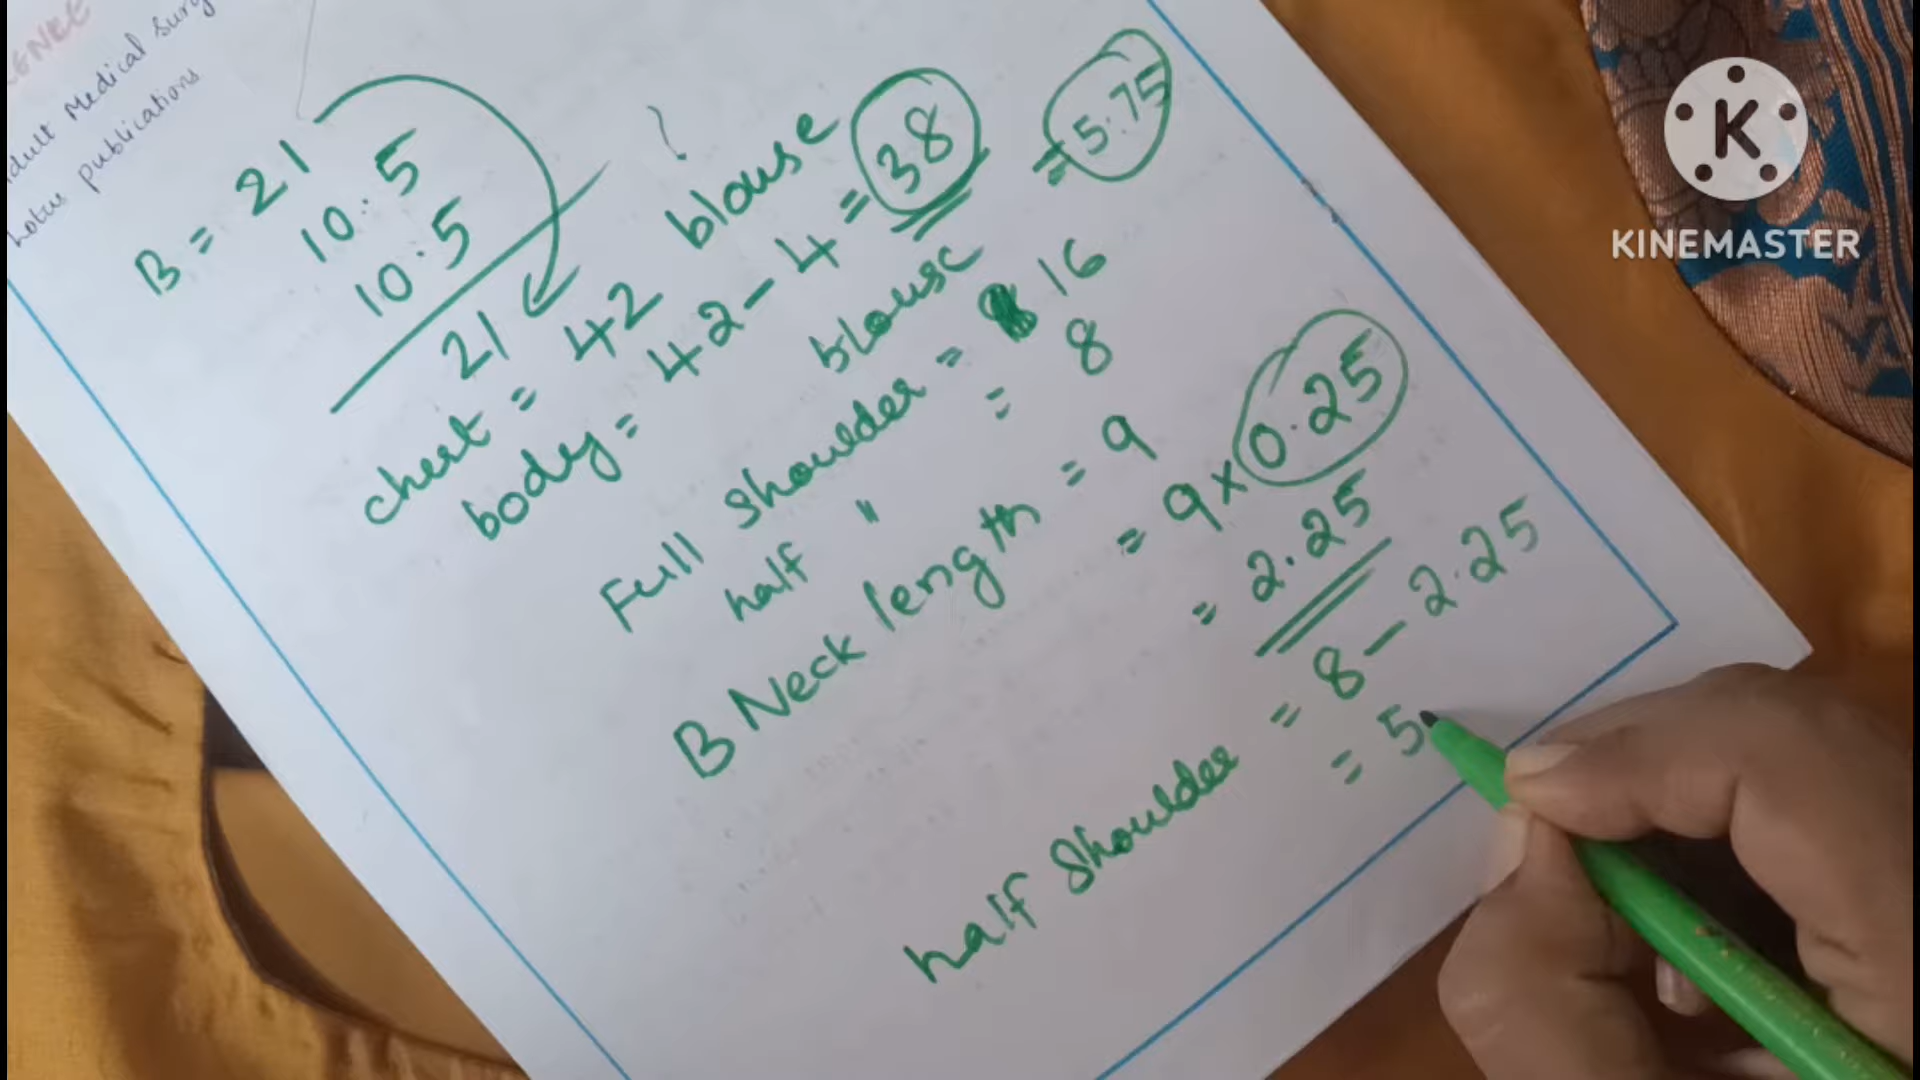 dult Medical Surg
Lotus publications
B = 21
10.5
10.5
21
chest = 42 blouse
body = 42 - 4 = 38
blouse = 5.75
Full shoulder = 16
half " = 8
B Neck length = 9
= 9 x 0.25
= 2.25
half shoulder = 8 - 2.25
= 5
K
KINEMASTER